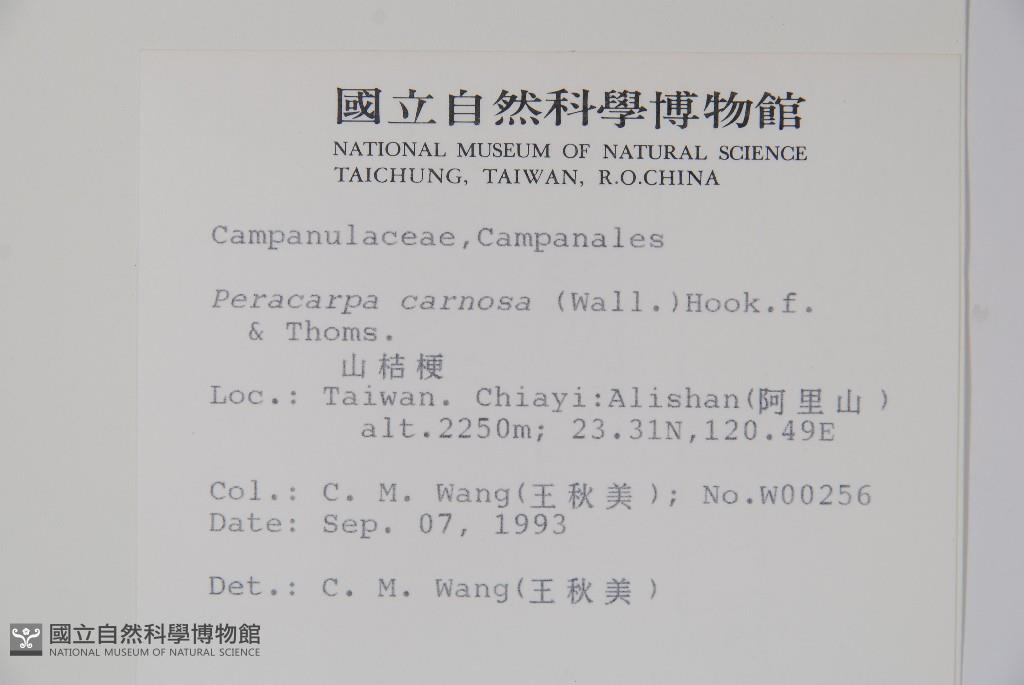 國立自然科學博物館
NATIONAL MUSEUM OF NATURAL SCIENCE
TAICHUNG, TAIWAN, R.O.CHINA
Campanulaceae,Campanales
Peracarpa carnosa (Wall.)Hook.f.
& Thoms.
山桔梗
Loc.: Taiwan. Chiayi:Alishan(阿里山)
alt.2250m; 23.31N,120.49E
Col.: C. M. Wang(王秋美); No.W00256
Date: Sep. 07, 1993
Det.: C. M. Wang(王秋美)
國立自然科學博物館
NATIONAL MUSEUM OF NATURAL SCIENCE